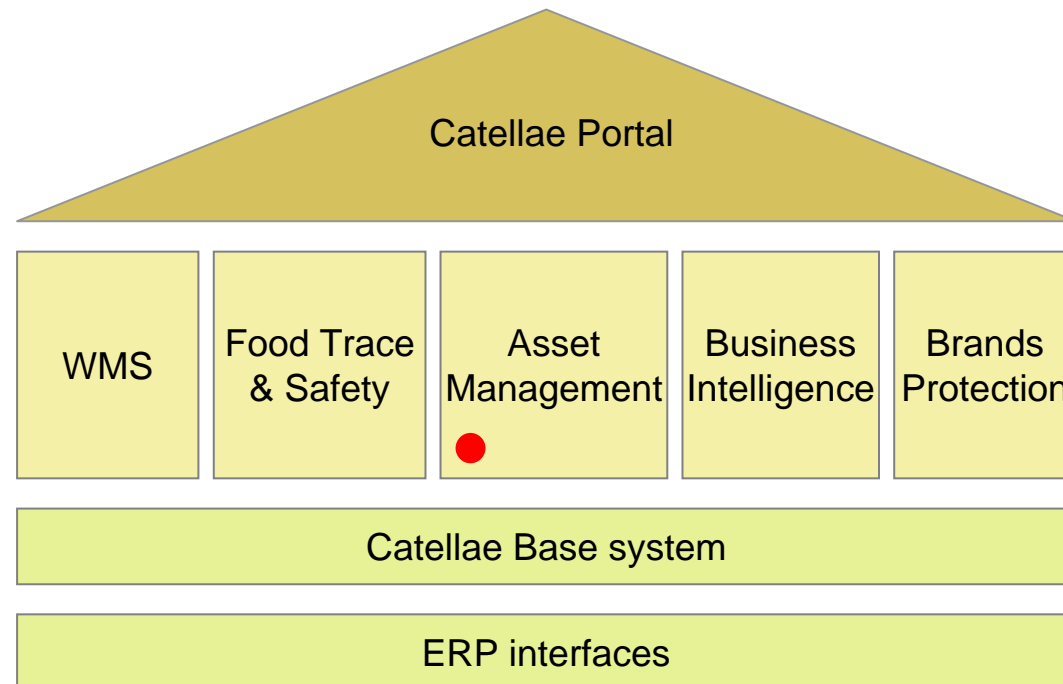 Catellae Portal
WMS
Food Trace
& Safety
Asset
Management
Business
Intelligence
Brands
Protection
Catellae Base system
ERP interfaces